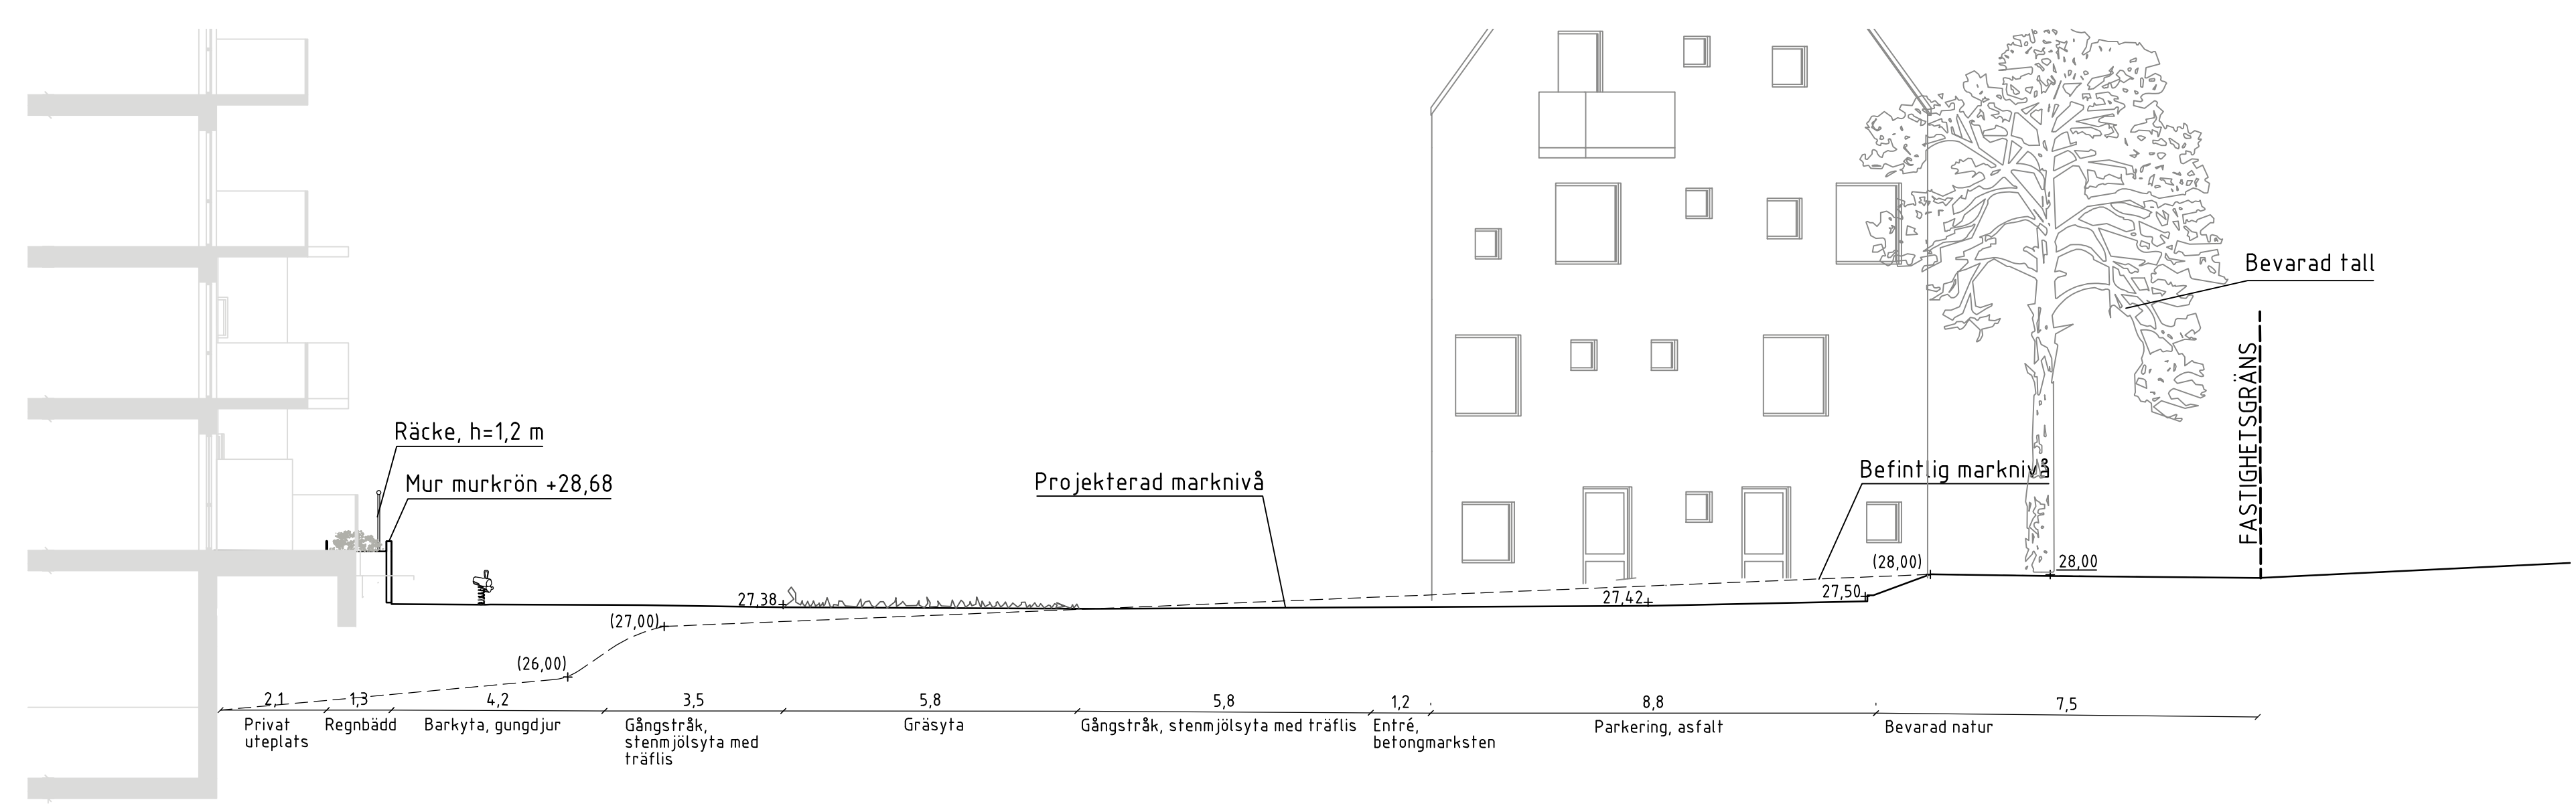 Bevarad tall
FASTIGHETSGRÄNS
Räcke, h=1,2 m
Mur murkrön +28,68
Projekterad marknivå
Befintlig marknivå
(28,00)
28,00
27,50
27,42
27,38
(27,00)
(26,00)
2,1
1,3
4,2
3,5
5,8
5,8
1,2
8,8
7,5
Privat
uteplats
Regnbädd
Barkyta, gungdjur
Gångstråk,
stenmjölsyta med
träflis
Gräsyta
Gångstråk, stenmjölsyta med träflis
Entré,
betongmarksten
Parkering, asfalt
Bevarad natur